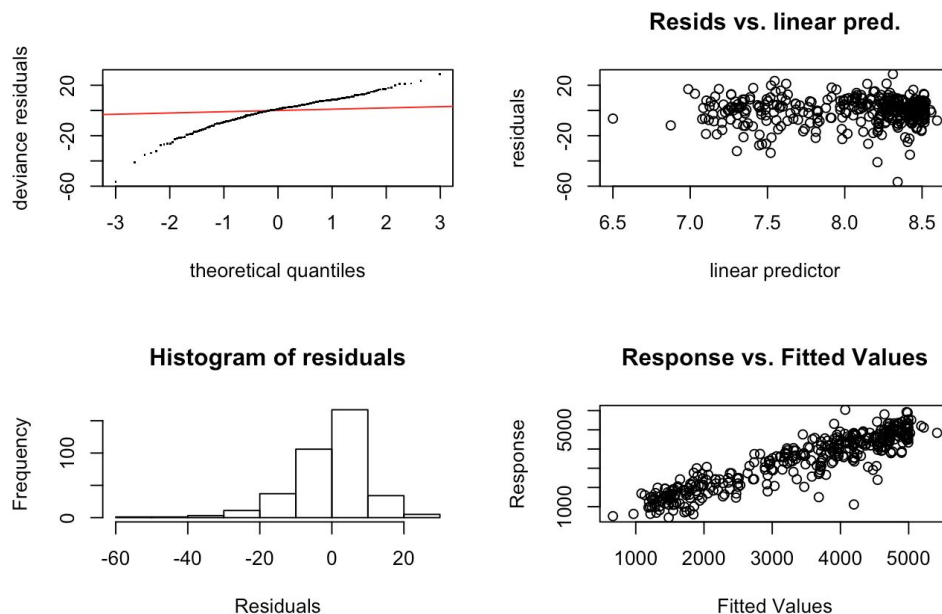 deviance residuals
20
-20
-60
-3 -2 -1 0 1 2 3
theoretical quantiles
Resids vs. linear pred.
residuals
20
-20
-60
6.5 7.0 7.5 8.0 8.5
linear predictor
Histogram of residuals
Frequency
100
0
-60 -40 -20 0 20
Residuals
Response vs. Fitted Values
Response
5000
1000
1000 2000 3000 4000 5000
Fitted Values